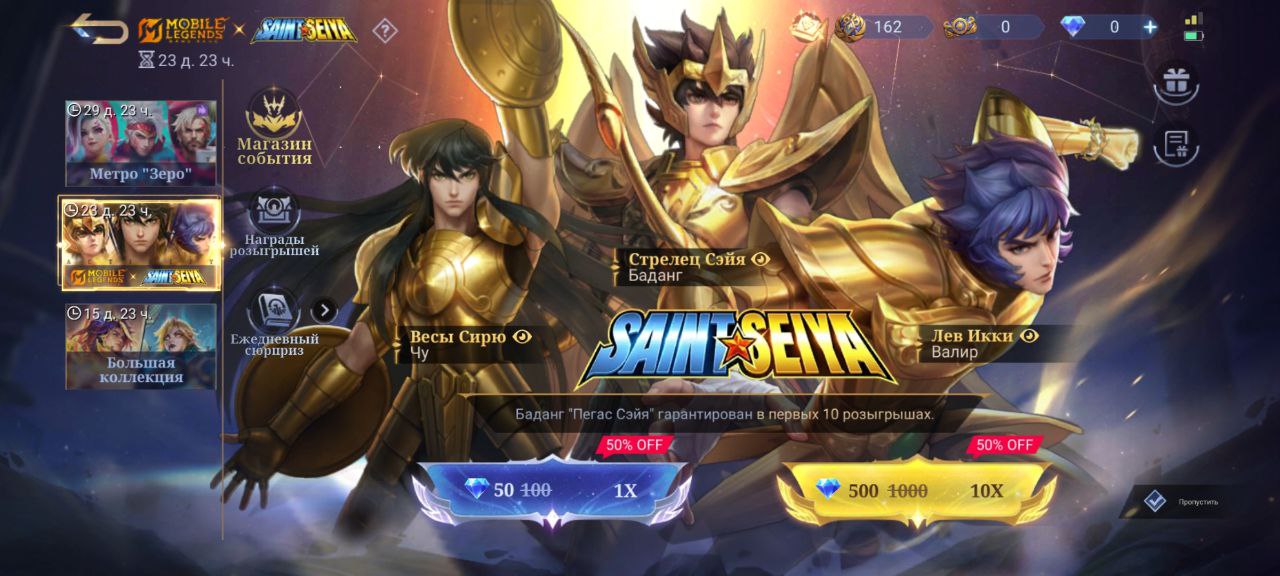 MOBILE LEGENDS BANG BANG × SAINT SEIYA ?
162
0
0 +
23 д. 23 ч.
29 д. 23 ч.
Метро "Зеро"
23 д. 23 ч.
MOBILE LEGENDS × SAINT SEIYA
15 д. 23 ч.
Большая
коллекция
Магазин
события
Награды
розыгрышей
Ежедневный
сюрприз
Стрелец Сэйя
Баданг
Весы Сирю
Чу
Лев Икки
Валир
SAINT SEIYA
Баданг "Пегас Сэйя" гарантирован в первых 10 розыгрышах.
50% OFF
50 100 1X
50% OFF
500 1000 10X
Пропустить